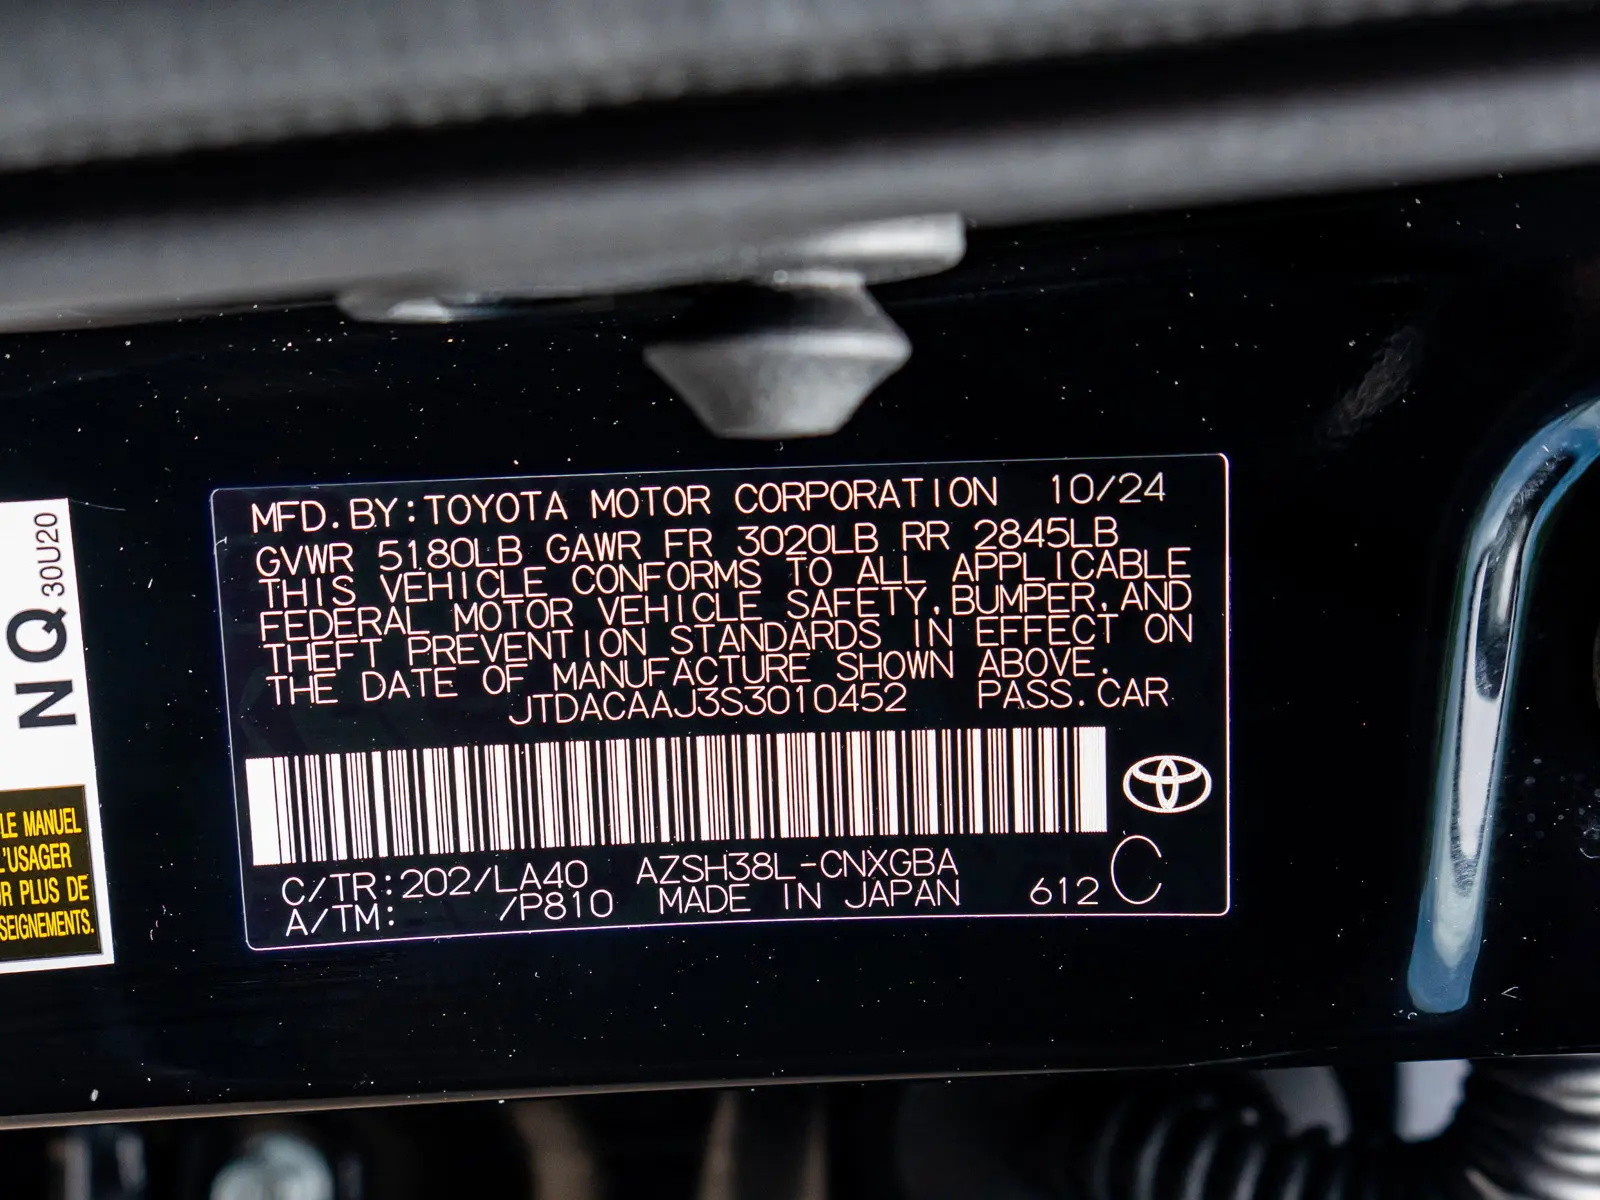 MFD. BY: TOYOTA MOTOR CORPORATION 10/24
GVWR 5180LB GAWR FR 3020LB RR 2845LB
THIS VEHICLE CONFORMS TO ALL APPLICABLE
FEDERAL MOTOR VEHICLE SAFETY, BUMPER, AND
THEFT PREVENTION STANDARDS IN EFFECT ON
THE DATE OF MANUFACTURE SHOWN ABOVE.
JTDACAAJ3S3010452 PASS. CAR
C/TR: 202/LA40 AZSH38L-CNXGBA
A/TM: /P810 MADE IN JAPAN 612 C
NQ 30U20
LE MANUEL
L'USAGER
UR PLUS DE
SEIGNEMENTS.